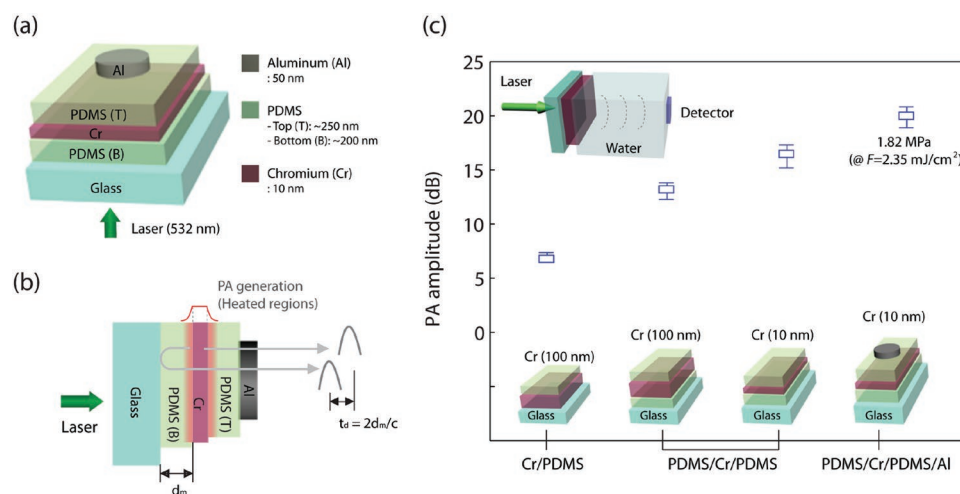 (a)
Al
PDMS (T)
Cr
PDMS (B)
Glass
Laser (532 nm)
Aluminum (Al)
: 50 nm
PDMS
- Top (T): ~250 nm
- Bottom (B): ~200 nm
Chromium (Cr)
: 10 nm
(b)
PA generation
(Heated regions)
Laser
Glass
PDMS (B)
Cr
PDMS (T)
Al
td = 2dm/c
dm
(c)
PA amplitude (dB)
25
20
15
10
5
0
Laser
Detector
Water
1.82 MPa
(@ F=2.35 mJ/cm²)
Cr (100 nm)
Cr (100 nm)
Cr (10 nm)
Cr (10 nm)
Glass
Glass
Glass
Glass
Cr/PDMS
PDMS/Cr/PDMS
PDMS/Cr/PDMS/Al